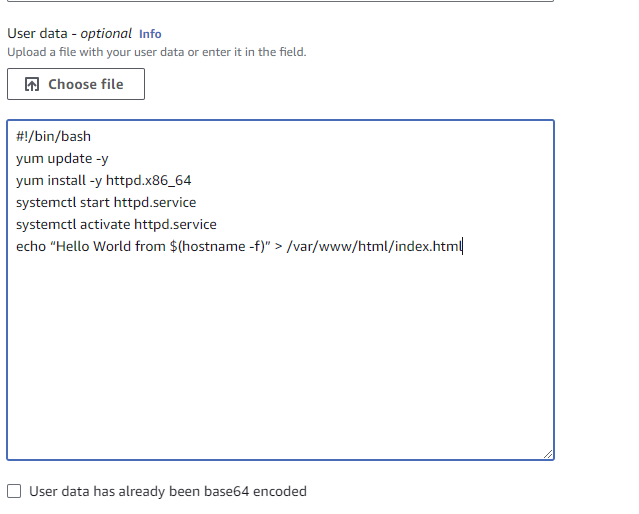 User data - optional Info
Upload a file with your user data or enter it in the field.
Choose file
#!/bin/bash
yum update -y
yum install -y httpd.x86_64
systemctl start httpd.service
systemctl activate httpd.service
echo “Hello World from $(hostname -f)” > /var/www/html/index.html
User data has already been base64 encoded